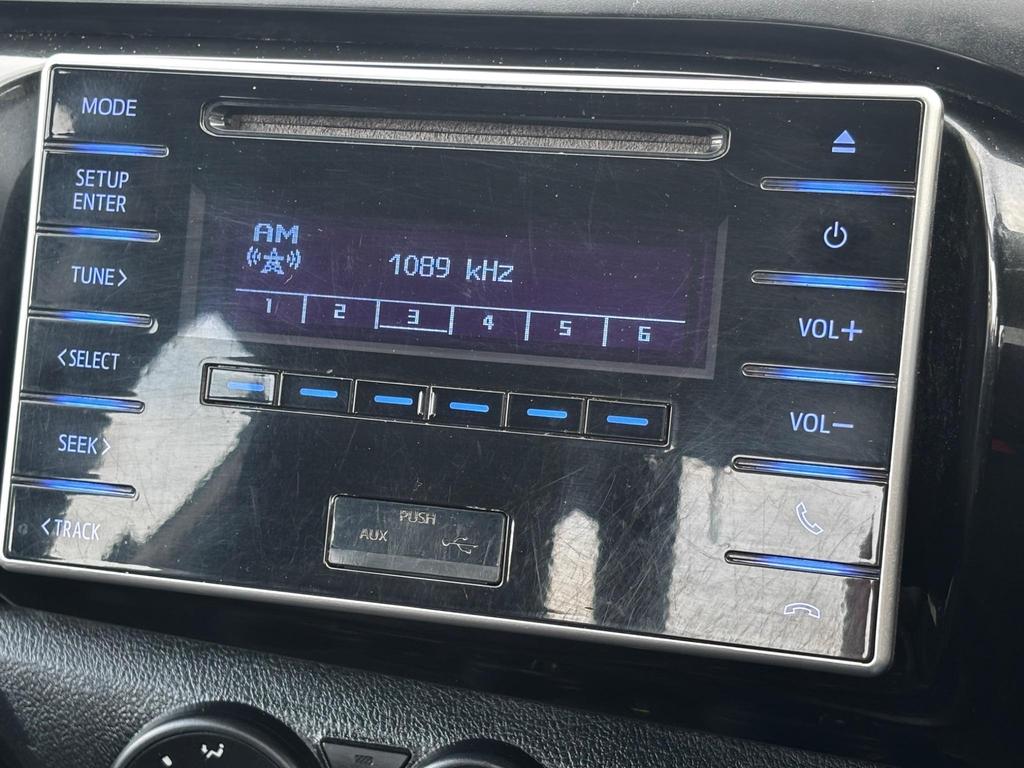 MODE
SETUP
ENTER
TUNE>
<SELECT
SEEK>
<TRACK
AM
1089 kHz
1 2 3 4 5 6
PUSH
AUX
VOL+
VOL−